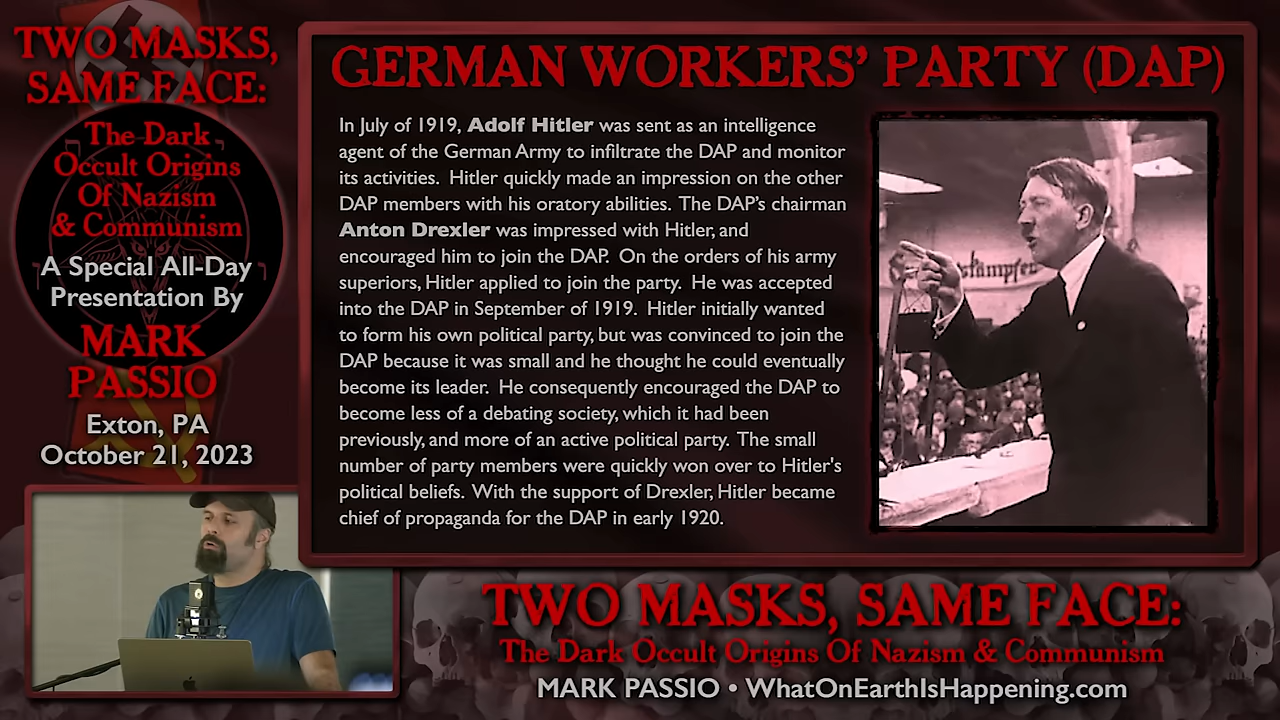 TWO MASKS,
SAME FACE:
The Dark
Occult Origins
Of Nazism
& Communism
A Special All-Day
Presentation By
MARK
PASSIO
Exton, PA
October 21, 2023
GERMAN WORKERS’ PARTY (DAP)
In July of 1919, Adolf Hitler was sent as an intelligence
agent of the German Army to infiltrate the DAP and monitor
its activities. Hitler quickly made an impression on the other
DAP members with his oratory abilities. The DAP’s chairman
Anton Drexler was impressed with Hitler, and
encouraged him to join the DAP. On the orders of his army
superiors, Hitler applied to join the party. He was accepted
into the DAP in September of 1919. Hitler initially wanted
to form his own political party, but was convinced to join the
DAP because it was small and he thought he could eventually
become its leader. He consequently encouraged the DAP to
become less of a debating society, which it had been
previously, and more of an active political party. The small
number of party members were quickly won over to Hitler's
political beliefs. With the support of Drexler, Hitler became
chief of propaganda for the DAP in early 1920.
TWO MASKS, SAME FACE:
The Dark Occult Origins Of Nazism & Communism
MARK PASSIO • WhatOnEarthIsHappening.com